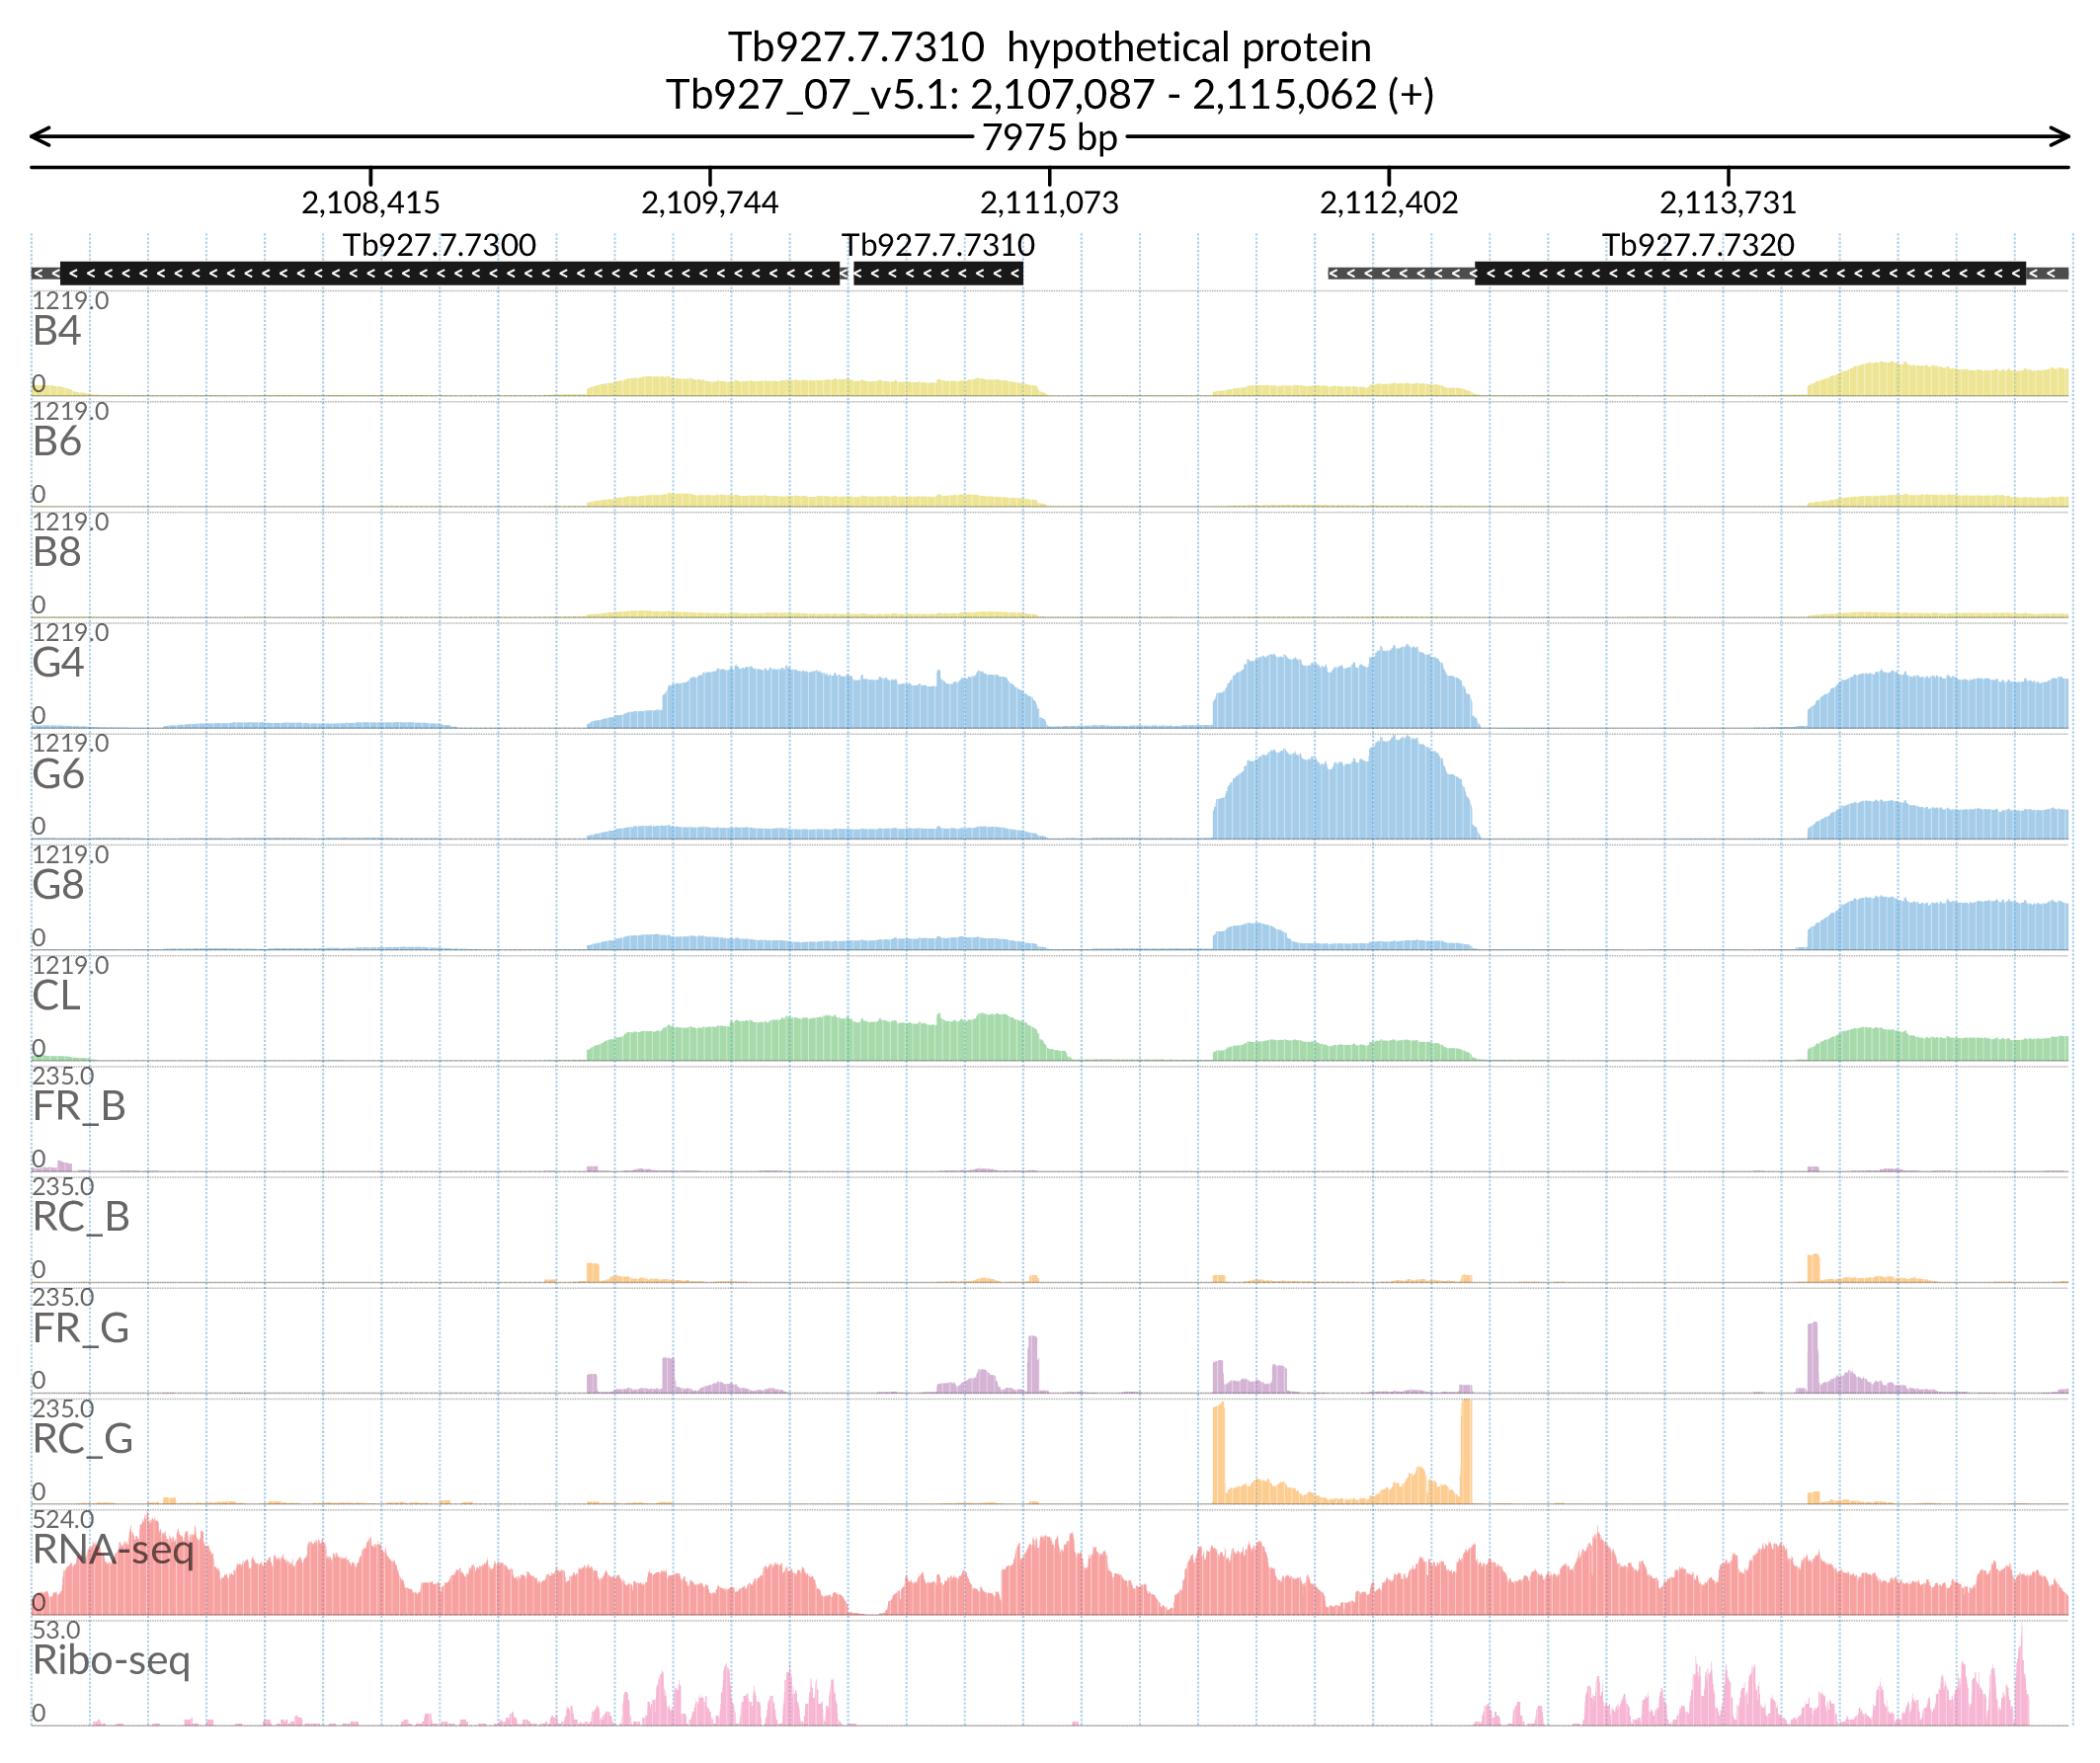 Tb927.7.7310  hypothetical protein
Tb927_07_v5.1: 2,107,087 - 2,115,062 (+)
7975 bp
2,108,415 2,109,744 2,111,073 2,112,402 2,113,731
Tb927.7.7300 Tb927.7.7310 Tb927.7.7320
1219.0
B4
0
1219.0
B6
0
1219.0
B8
0
1219.0
G4
0
1219.0
G6
0
1219.0
G8
0
1219.0
CL
0
235.0
FR_B
0
235.0
RC_B
0
235.0
FR_G
0
235.0
RC_G
0
524.0
RNA-seq
0
53.0
Ribo-seq
0